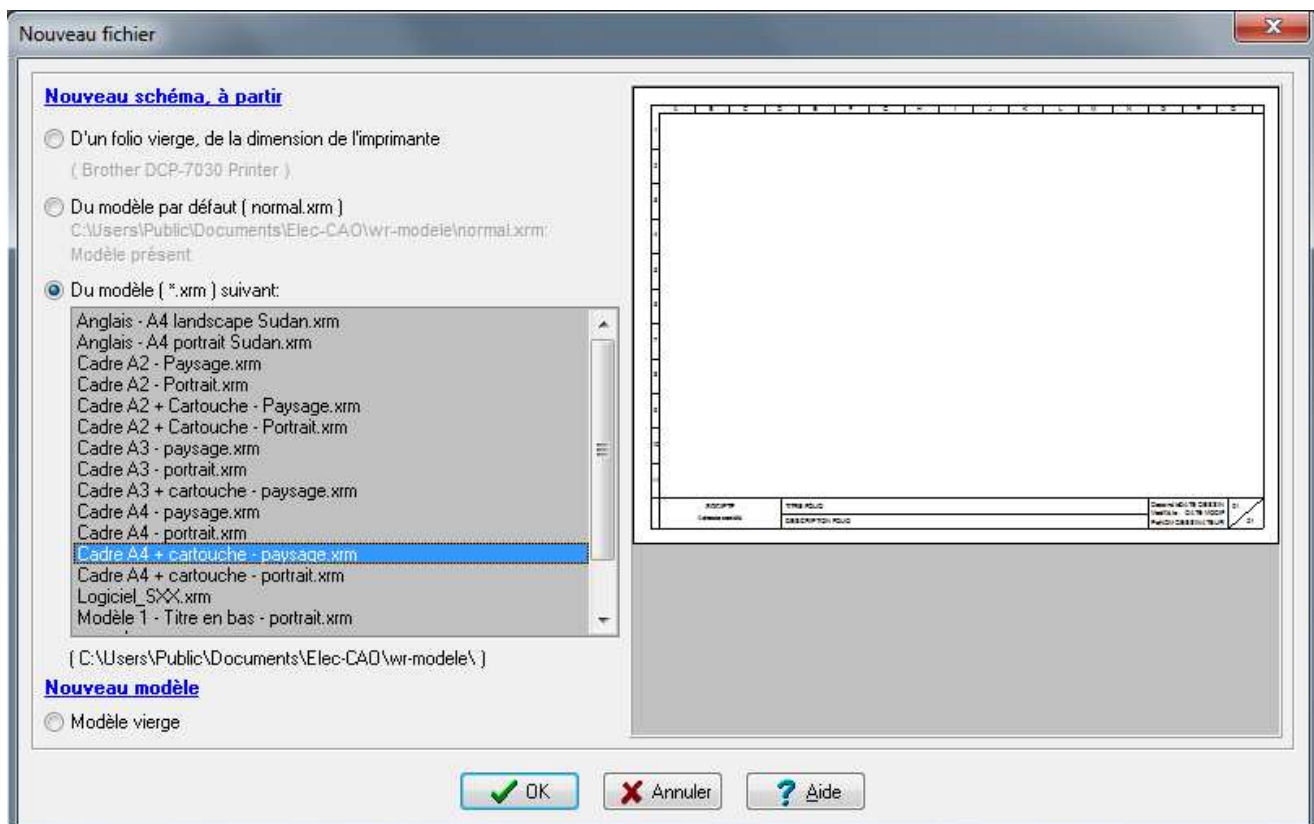 Nouveau fichier
Nouveau schéma, à partir
D'un folio vierge, de la dimension de l'imprimante
( Brother DCP-7030 Printer )
Du modèle par défaut ( normal.xrm )
C:\Users\Public\Documents\Elec-CAO\wr-modele\normal.xrm:
Modèle présent
Du modèle ( *.xrm ) suivant:
Anglais - A4 landscape Sudan.xrm
Anglais - A4 portrait Sudan.xrm
Cadre A2 - Paysage.xrm
Cadre A2 - Portrait.xrm
Cadre A2 + Cartouche - Paysage.xrm
Cadre A2 + Cartouche - Portrait.xrm
Cadre A3 - paysage.xrm
Cadre A3 - portrait.xrm
Cadre A3 + cartouche - paysage.xrm
Cadre A4 - paysage.xrm
Cadre A4 - portrait.xrm
Cadre A4 + cartouche - paysage.xrm
Cadre A4 + cartouche - portrait.xrm
Logiciel_SXX.xrm
Modèle 1 - Titre en bas - portrait.xrm
( C:\Users\Public\Documents\Elec-CAO\wr-modele\ )
Nouveau modèle
Modèle vierge
TITRE FOLIO
DESCRIPTION FOLIO
OK
Annuler
Aide